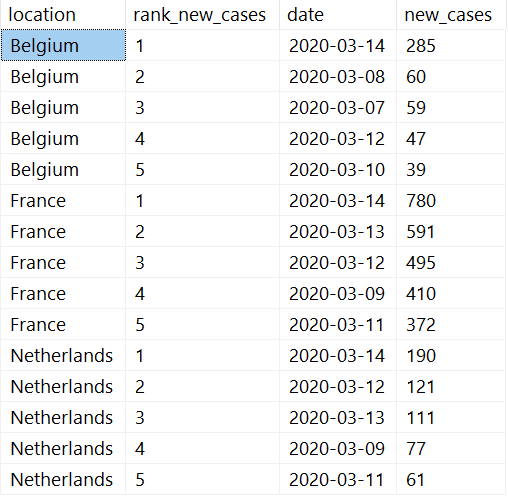 location rank_new_cases date new_cases
Belgium 1 2020-03-14 285
Belgium 2 2020-03-08 60
Belgium 3 2020-03-07 59
Belgium 4 2020-03-12 47
Belgium 5 2020-03-10 39
France 1 2020-03-14 780
France 2 2020-03-13 591
France 3 2020-03-12 495
France 4 2020-03-09 410
France 5 2020-03-11 372
Netherlands 1 2020-03-14 190
Netherlands 2 2020-03-12 121
Netherlands 3 2020-03-13 111
Netherlands 4 2020-03-09 77
Netherlands 5 2020-03-11 61